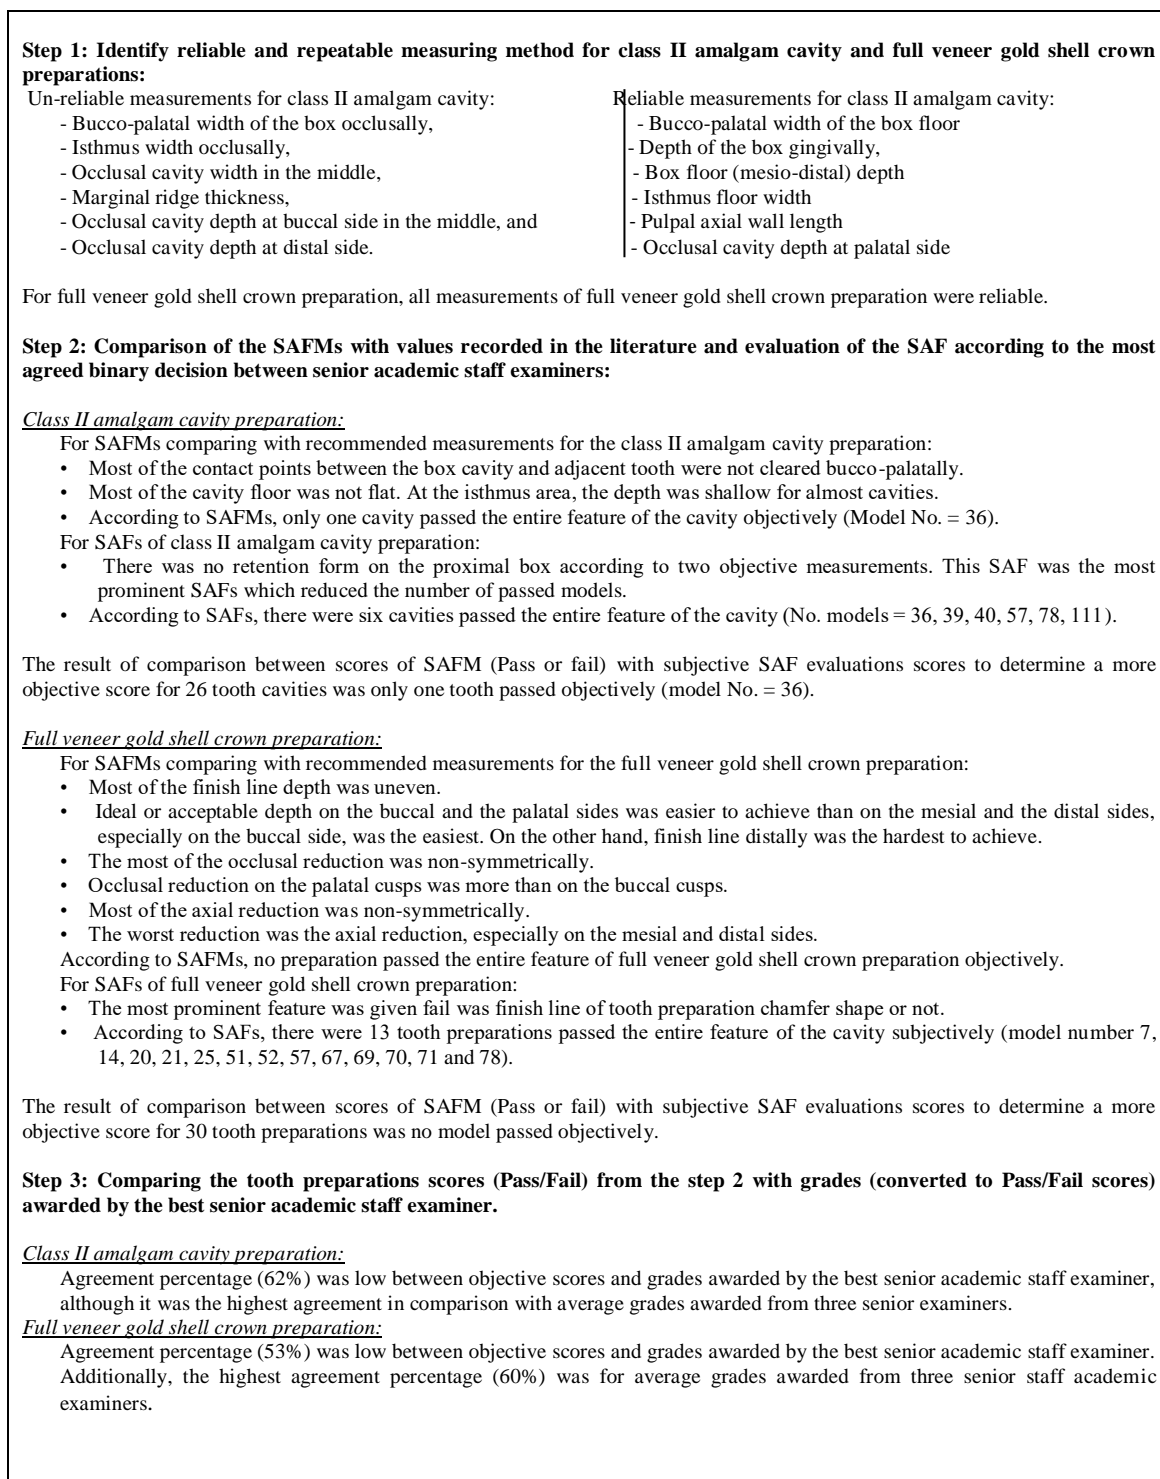 Step 1: Identify reliable and repeatable measuring method for class II amalgam cavity and full veneer gold shell crown
preparations:
Un-reliable measurements for class II amalgam cavity:
- Bucco-palatal width of the box occlusally,
- Isthmus width occlusally,
- Occlusal cavity width in the middle,
- Marginal ridge thickness,
- Occlusal cavity depth at buccal side in the middle, and
- Occlusal cavity depth at distal side.
Reliable measurements for class II amalgam cavity:
- Bucco-palatal width of the box floor
- Depth of the box gingivally,
- Box floor (mesio-distal) depth
- Isthmus floor width
- Pulpal axial wall length
- Occlusal cavity depth at palatal side
For full veneer gold shell crown preparation, all measurements of full veneer gold shell crown preparation were reliable.
Step 2: Comparison of the SAFMs with values recorded in the literature and evaluation of the SAF according to the most
agreed binary decision between senior academic staff examiners:
Class II amalgam cavity preparation:
For SAFMs comparing with recommended measurements for the class II amalgam cavity preparation:
• Most of the contact points between the box cavity and adjacent tooth were not cleared bucco-palatally.
• Most of the cavity floor was not flat. At the isthmus area, the depth was shallow for almost cavities.
• According to SAFMs, only one cavity passed the entire feature of the cavity objectively (Model No. = 36).
For SAFs of class II amalgam cavity preparation:
• There was no retention form on the proximal box according to two objective measurements. This SAF was the most
prominent SAFs which reduced the number of passed models.
• According to SAFs, there were six cavities passed the entire feature of the cavity (No. models = 36, 39, 40, 57, 78, 111).
The result of comparison between scores of SAFM (Pass or fail) with subjective SAF evaluations scores to determine a more
objective score for 26 tooth cavities was only one tooth passed objectively (model No. = 36).
Full veneer gold shell crown preparation:
For SAFMs comparing with recommended measurements for the full veneer gold shell crown preparation:
• Most of the finish line depth was uneven.
• Ideal or acceptable depth on the buccal and the palatal sides was easier to achieve than on the mesial and the distal sides,
especially on the buccal side, was the easiest. On the other hand, finish line distally was the hardest to achieve.
• The most of the occlusal reduction was non-symmetrically.
• Occlusal reduction on the palatal cusps was more than on the buccal cusps.
• Most of the axial reduction was non-symmetrically.
• The worst reduction was the axial reduction, especially on the mesial and distal sides.
According to SAFMs, no preparation passed the entire feature of full veneer gold shell crown preparation objectively.
For SAFs of full veneer gold shell crown preparation:
• The most prominent feature was given fail was finish line of tooth preparation chamfer shape or not.
• According to SAFs, there were 13 tooth preparations passed the entire feature of the cavity subjectively (model number 7,
14, 20, 21, 25, 51, 52, 57, 67, 69, 70, 71 and 78).
The result of comparison between scores of SAFM (Pass or fail) with subjective SAF evaluations scores to determine a more
objective score for 30 tooth preparations was no model passed objectively.
Step 3: Comparing the tooth preparations scores (Pass/Fail) from the step 2 with grades (converted to Pass/Fail scores)
awarded by the best senior academic staff examiner.
Class II amalgam cavity preparation:
Agreement percentage (62%) was low between objective scores and grades awarded by the best senior academic staff examiner,
although it was the highest agreement in comparison with average grades awarded from three senior examiners.
Full veneer gold shell crown preparation:
Agreement percentage (53%) was low between objective scores and grades awarded by the best senior academic staff examiner.
Additionally, the highest agreement percentage (60%) was for average grades awarded from three senior staff academic
examiners.